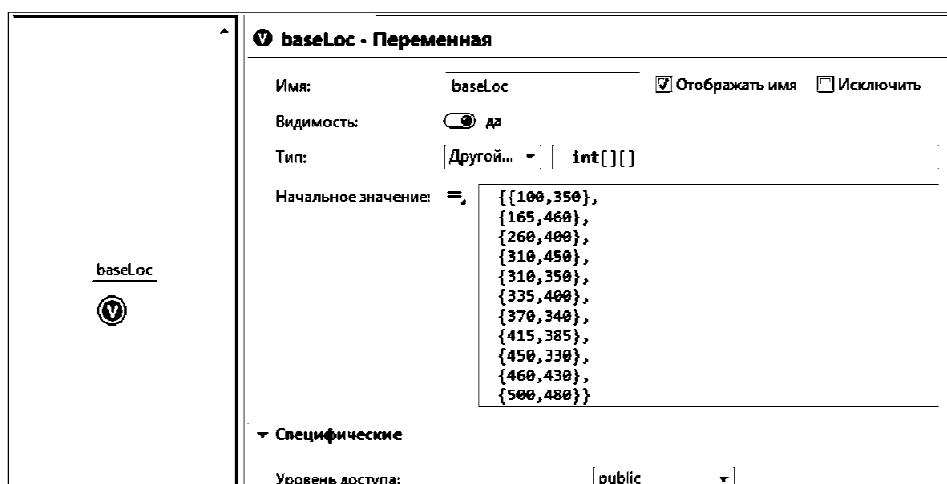 baseLoc - Переменная
Имя: baseLoc Отображать имя Исключить
Видимость: да
Тип: Другой... int[][]
Начальное значение: =, {{100,350},
{165,460},
{260,400},
{310,450},
{310,350},
{335,400},
{370,340},
{415,385},
{450,330},
{460,430},
{500,480}}
baseLoc
V
Специфические
Уровень доступа: public